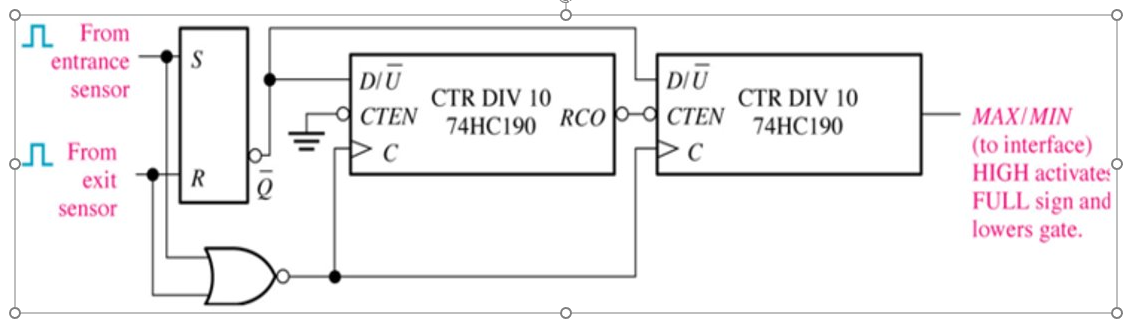 From
entrance
sensor
From
exit
sensor
S
R
Q̅
D/U̅
CTEN
C
CTR DIV 10
74HC190
RCO
D/U̅
CTEN
C
CTR DIV 10
74HC190
MAX/MIN
(to interface)
HIGH activates
FULL sign and
lowers gate.